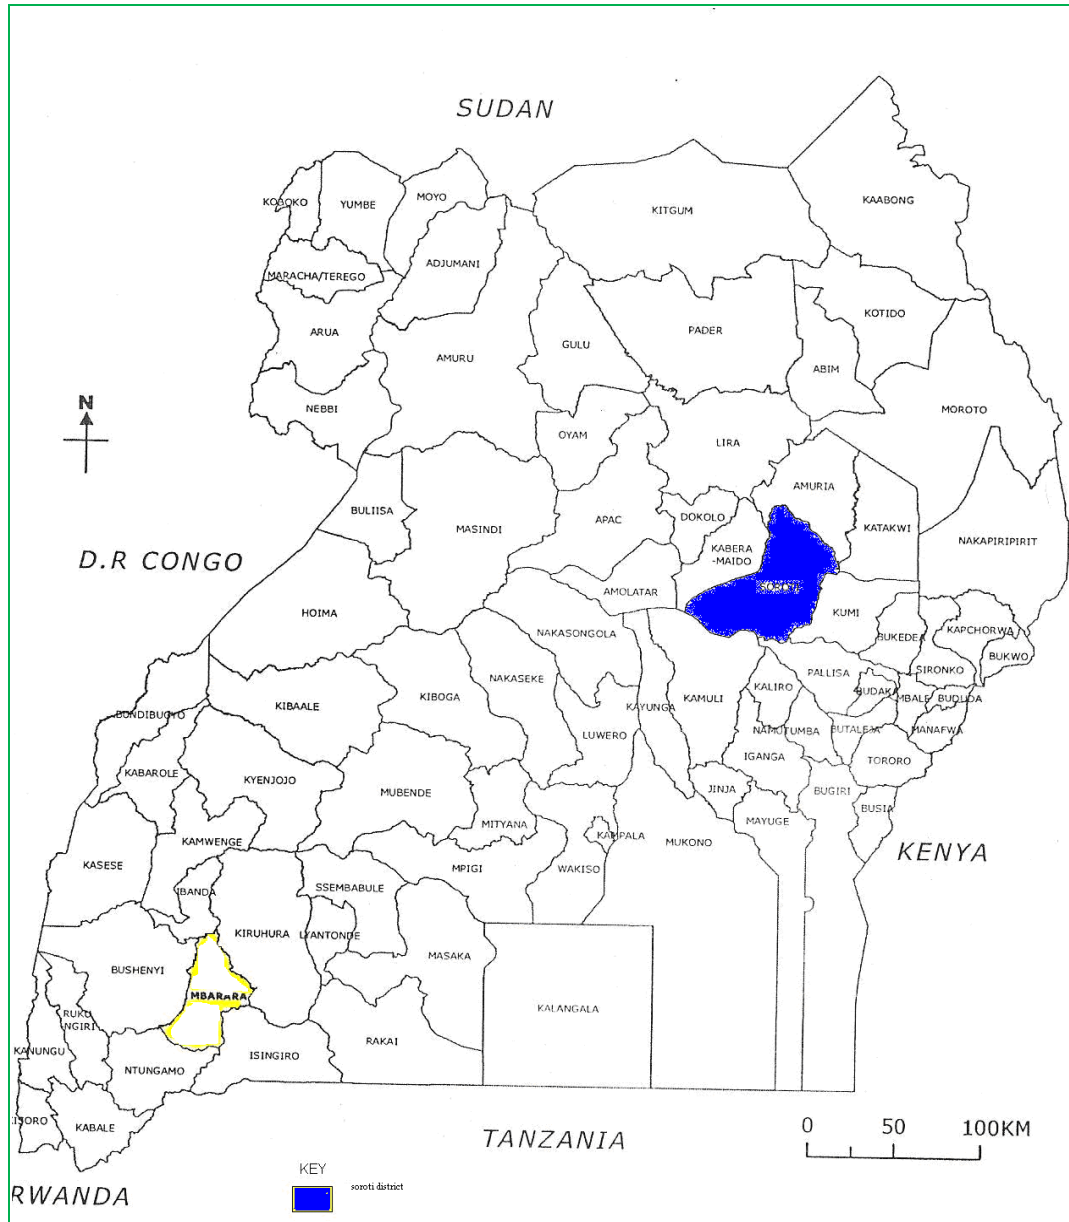 SUDAN
KAABONG
KOBOKO
YUMBE
MOYO
KITGUM
ADJUMANI
MARACHA/TEREGO
KOTIDO
ARUA
PADER
GULU
AMURU
ABIM
N
NEBBI
MOROTO
OYAM
LIRA
AMURIA
BULIISA
MASINDI
APAC
DOKOLO
KATAKWI
NAKAPIRIPIRIT
KABERA
-MAIDO
D.R CONGO
SOROTI
AMOLATAR
HOIMA
KUMI
NAKASONGOLA
BUKEDEA
KAPCHORWA
BUKWO
SIRONKO
PALLISA
NAKASEKE
KALIRO
BUDAKA
KIBOGA
KAMULI
MBALE
BUDUDA
KIBAALE
KAYUNGA
BUNDIBUGYO
LUWERO
NAMUTUMBA
BUTALEJA
MANAFWA
IGANGA
TORORO
KABAROLE
KYENJOJO
JINJA
BUGIRI
MUBENDE
BUSIA
MAYUGE
MITYANA
KAMPALA
KAMWENGE
MUKONO
KENYA
KASESE
MPIGI
WAKISO
IBANDA
SSEMBABULE
KIRUHURA
LYANTONDE
MASAKA
BUSHENYI
MBARARA
KALANGALA
RUKU
NGIRI
KANUNGU
RAKAI
ISINGIRO
NTUNGAMO
KISORO
KABALE
0 50 100KM
TANZANIA
KEY
soroti district
RWANDA